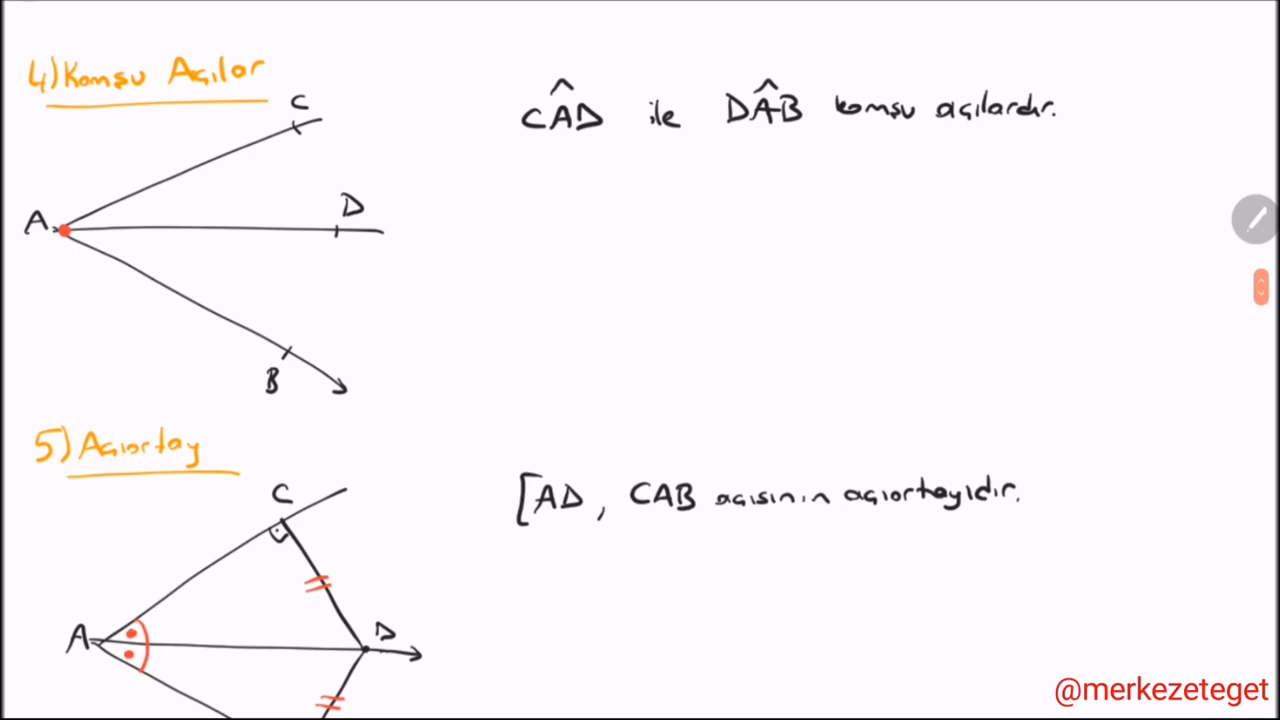 4) Komşu Açılar
C
CÂD ile DÂB komşu açılardır.
D
A
B
5) Açıortay
C
[AD, CAB açısının açıortayıdır.
A
D
@merkezeteget